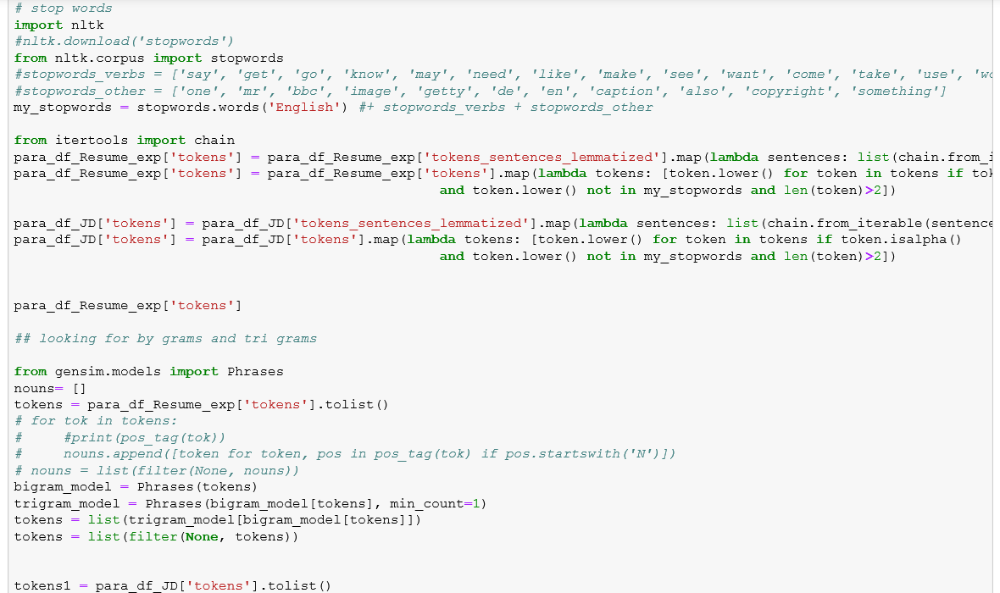 # stop words
import nltk
#nltk.download('stopwords')
from nltk.corpus import stopwords
#stopwords_verbs = ['say', 'get', 'go', 'know', 'may', 'need', 'like', 'make', 'see', 'want', 'come', 'take', 'use', 'wo
#stopwords_other = ['one', 'mr', 'bbc', 'image', 'getty', 'de', 'en', 'caption', 'also', 'copyright', 'something']
my_stopwords = stopwords.words('English') #+ stopwords_verbs + stopwords_other
from itertools import chain
para_df_Resume_exp['tokens'] = para_df_Resume_exp['tokens_sentences_lemmatized'].map(lambda sentences: list(chain.from_i
para_df_Resume_exp['tokens'] = para_df_Resume_exp['tokens'].map(lambda tokens: [token.lower() for token in tokens if tok
and token.lower() not in my_stopwords and len(token)>2])
para_df_JD['tokens'] = para_df_JD['tokens_sentences_lemmatized'].map(lambda sentences: list(chain.from_iterable(sentence
para_df_JD['tokens'] = para_df_JD['tokens'].map(lambda tokens: [token.lower() for token in tokens if token.isalpha()
and token.lower() not in my_stopwords and len(token)>2])
para_df_Resume_exp['tokens']
## looking for by grams and tri grams
from gensim.models import Phrases
nouns= []
tokens = para_df_Resume_exp['tokens'].tolist()
# for tok in tokens:
#     #print(pos_tag(tok))
#     nouns.append([token for token, pos in pos_tag(tok) if pos.startswith('N')])
# nouns = list(filter(None, nouns))
bigram_model = Phrases(tokens)
trigram_model = Phrases(bigram_model[tokens], min_count=1)
tokens = list(trigram_model[bigram_model[tokens]])
tokens = list(filter(None, tokens))
tokens1 = para_df_JD['tokens'].tolist()